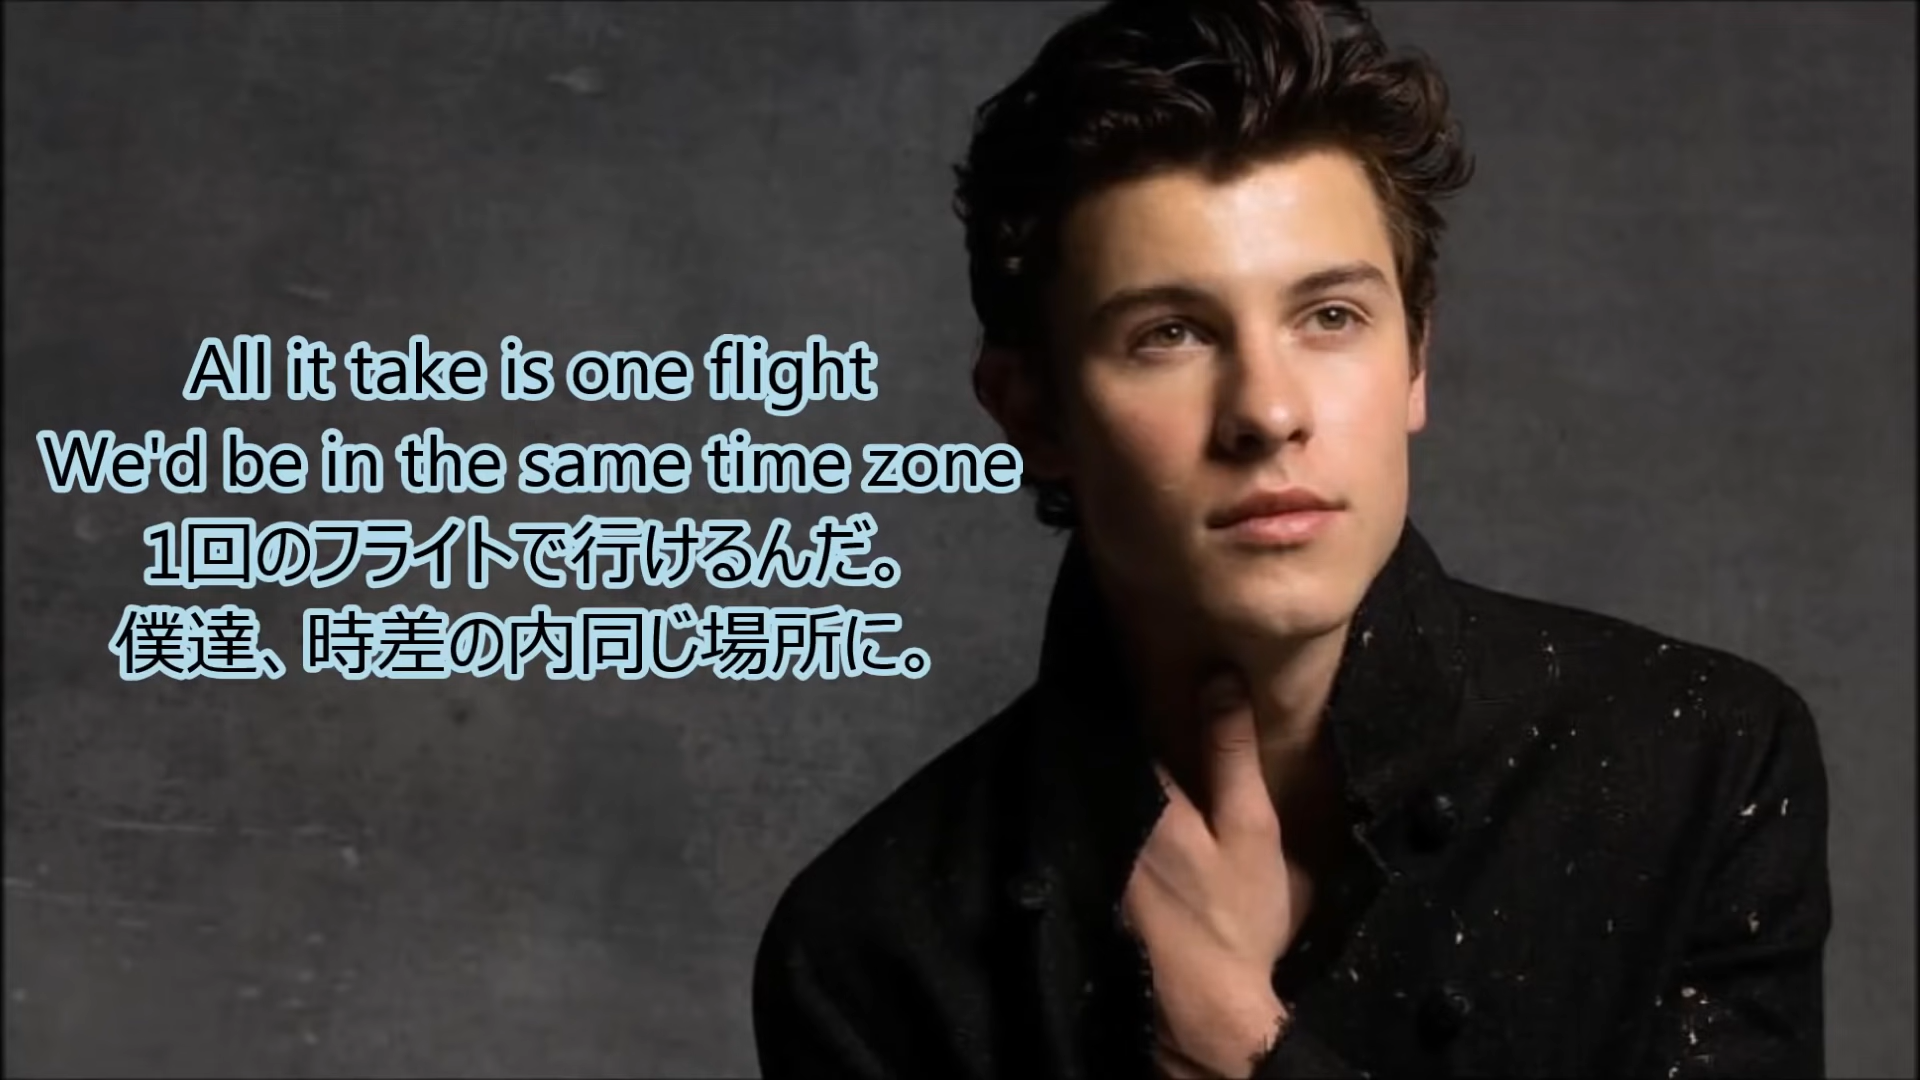 All it take is one flight
We'd be in the same time zone
1回のフライトで行けるんだ。
僕達、時差の内同じ場所に。